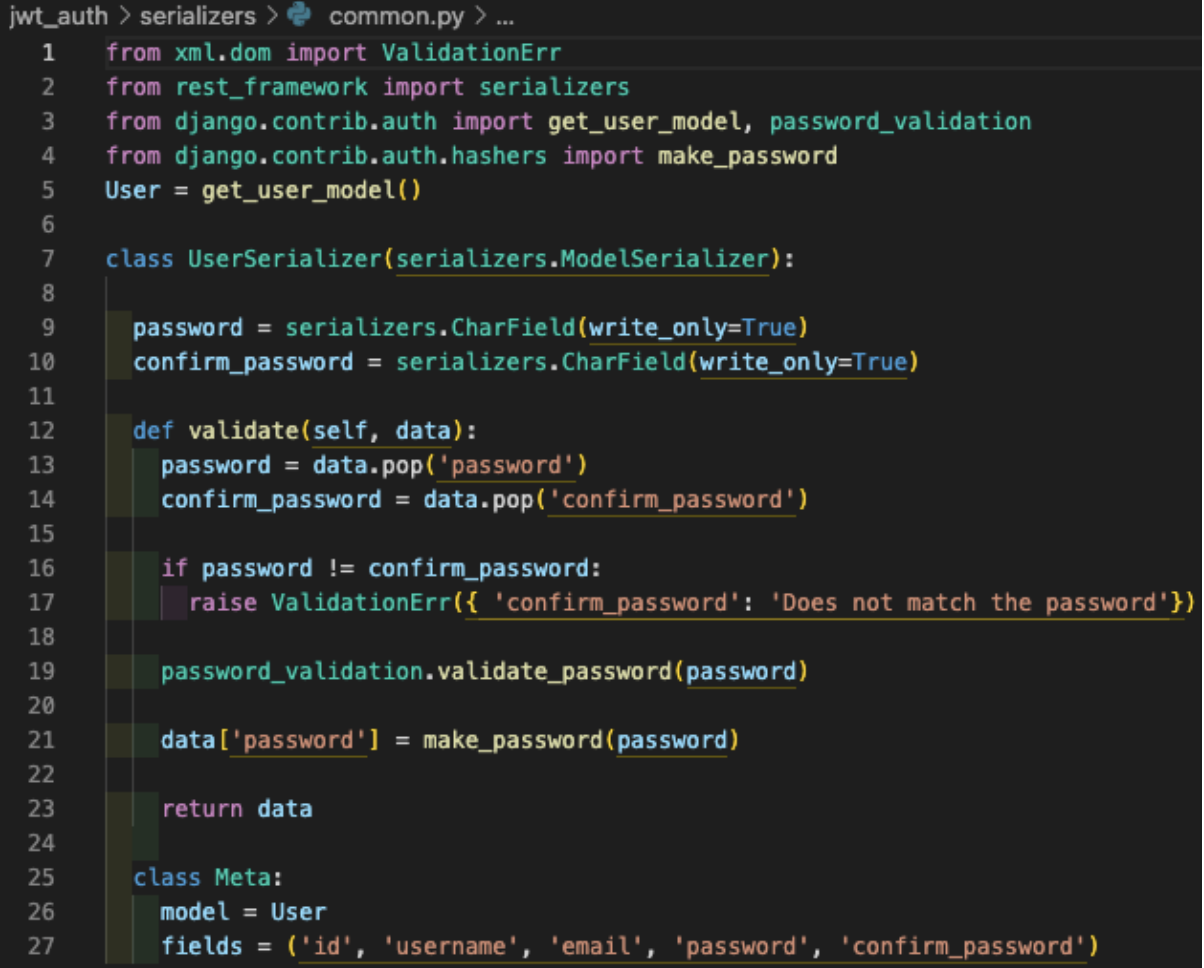 jwt_auth > serializers > common.py > ...
1 from xml.dom import ValidationErr
2 from rest_framework import serializers
3 from django.contrib.auth import get_user_model, password_validation
4 from django.contrib.auth.hashers import make_password
5 User = get_user_model()
6
7 class UserSerializer(serializers.ModelSerializer):
8
9   password = serializers.CharField(write_only=True)
10   confirm_password = serializers.CharField(write_only=True)
11
12   def validate(self, data):
13     password = data.pop('password')
14     confirm_password = data.pop('confirm_password')
15
16     if password != confirm_password:
17       raise ValidationErr({ 'confirm_password': 'Does not match the password'})
18
19     password_validation.validate_password(password)
20
21     data['password'] = make_password(password)
22
23     return data
24
25   class Meta:
26     model = User
27     fields = ('id', 'username', 'email', 'password', 'confirm_password')